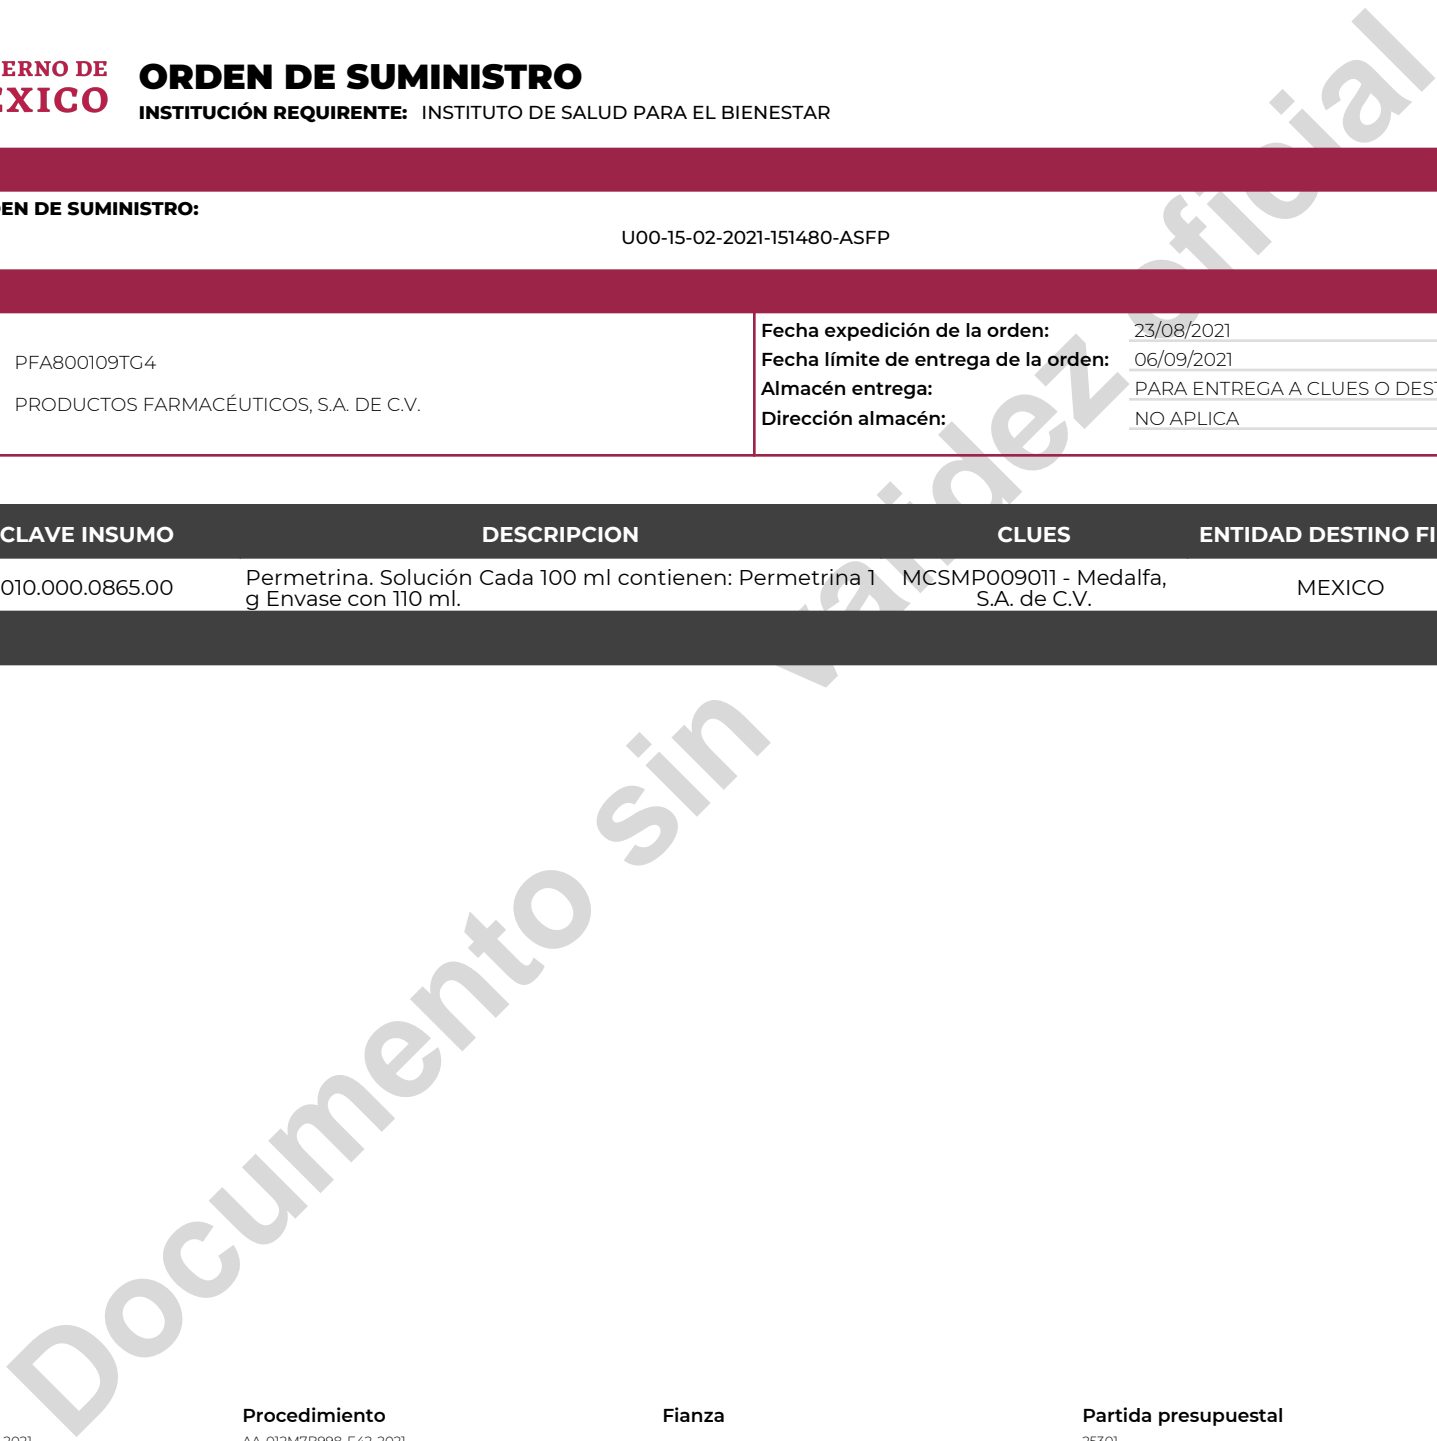 ERNO DE
EXICO
ORDEN DE SUMINISTRO
INSTITUCIÓN REQUIRENTE: INSTITUTO DE SALUD PARA EL BIENESTAR
EN DE SUMINISTRO:
U00-15-02-2021-151480-ASFP
PFA800109TG4
PRODUCTOS FARMACÉUTICOS, S.A. DE C.V.
Fecha expedición de la orden: 23/08/2021
Fecha límite de entrega de la orden: 06/09/2021
Almacén entrega: PARA ENTREGA A CLUES O DEST
Dirección almacén: NO APLICA
CLAVE INSUMO DESCRIPCION CLUES ENTIDAD DESTINO FI
010.000.0865.00 Permetrina. Solución Cada 100 ml contienen: Permetrina 1 MCSMP009011 - Medalfa, MEXICO
g Envase con 110 ml. S.A. de C.V.
Documento sin validez oficial
Procedimiento Fianza Partida presupuestal